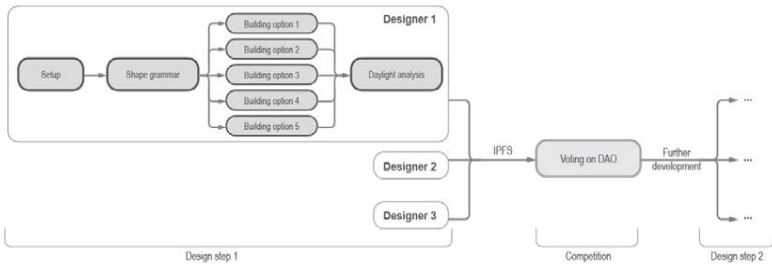 Designer 1
Setup
Shape grammar
Building option 1
Building option 2
Building option 3
Building option 4
Building option 5
Daylight analysis
Designer 2
Designer 3
IPFS
Voting on DAO
Further
development
...
...
...
Design step 1
Competition
Design step 2